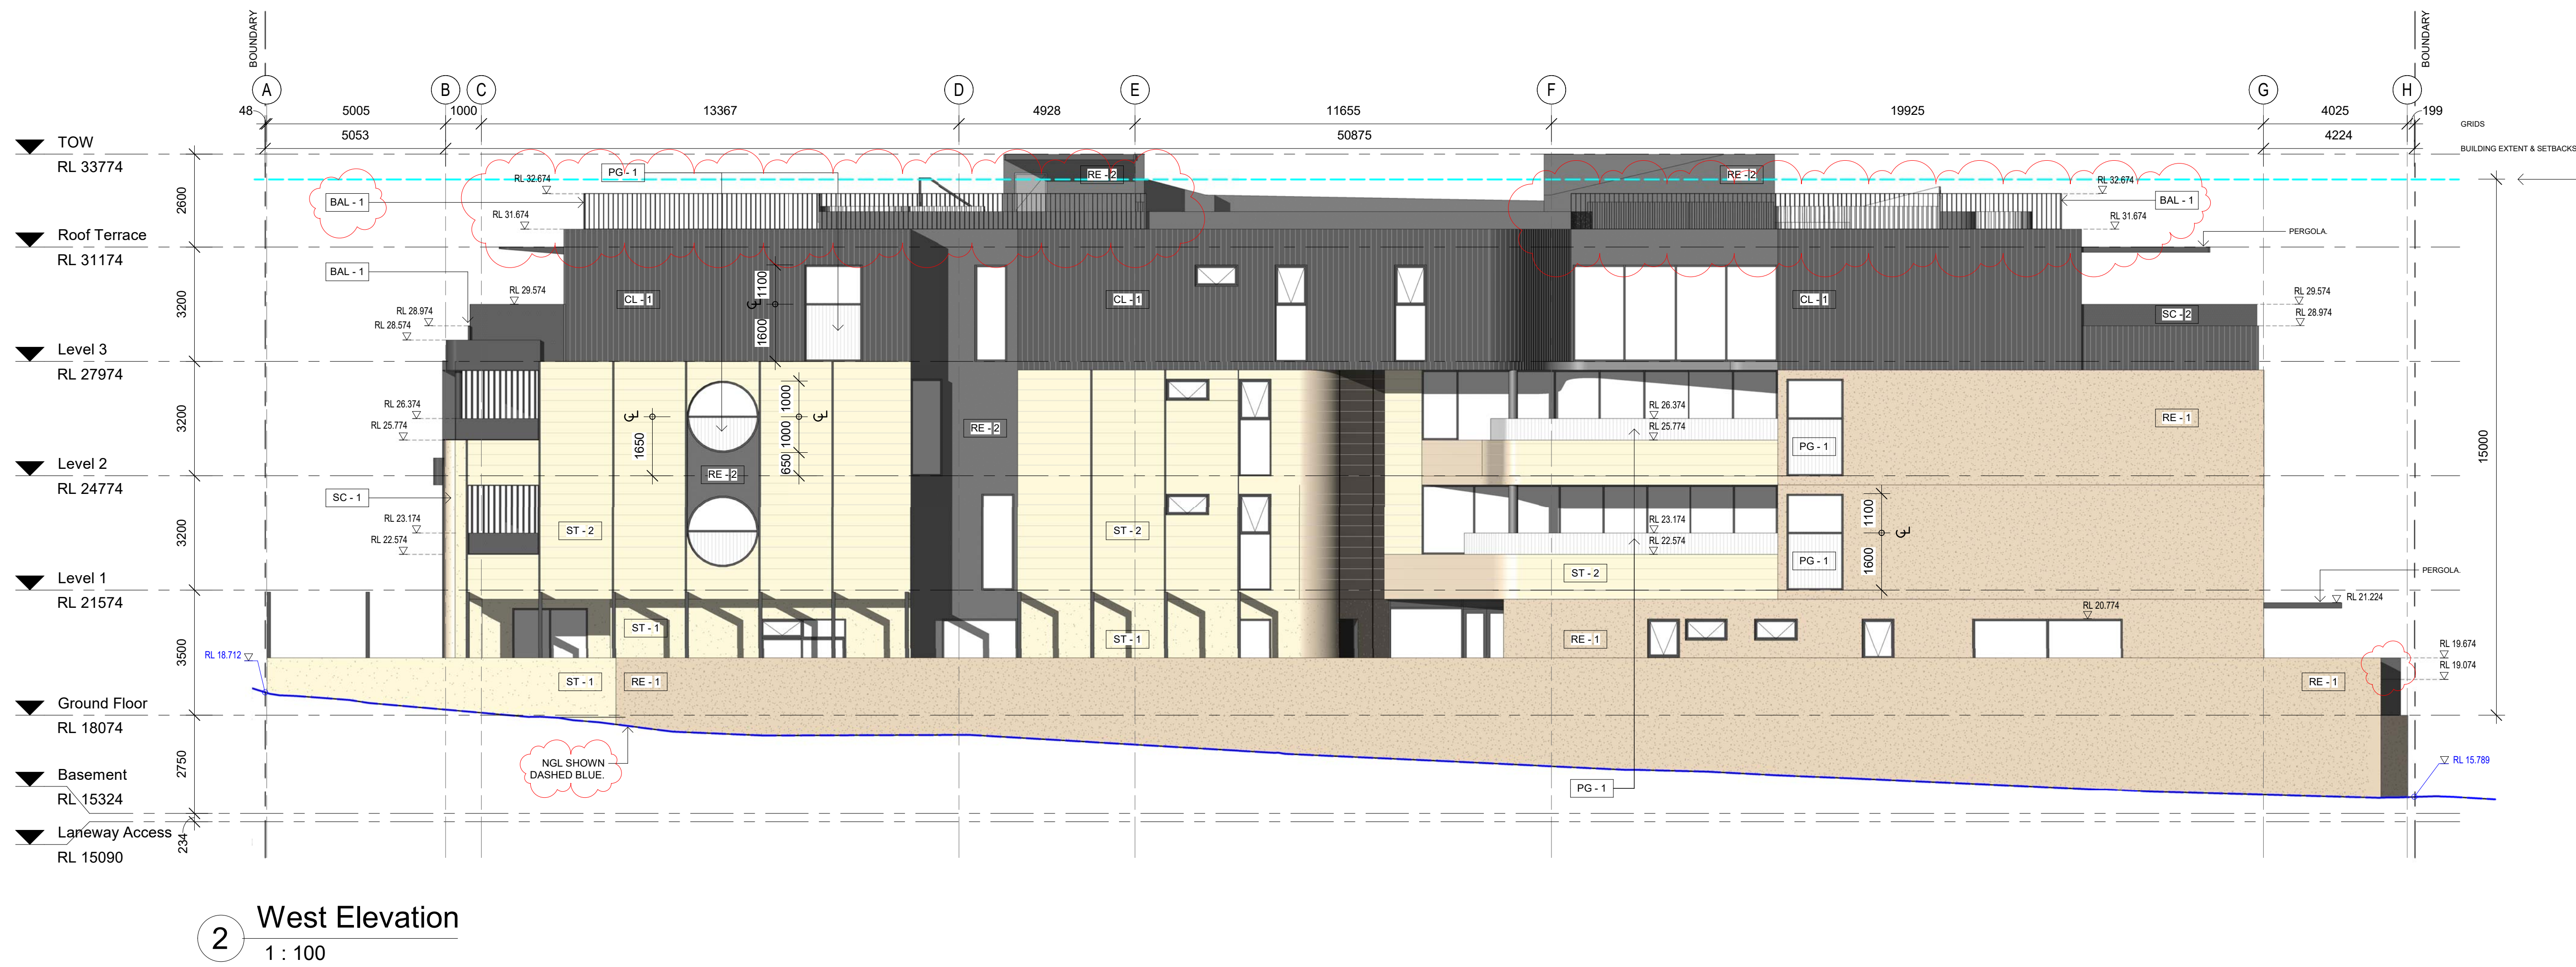 BOUNDARY
BOUNDARY
A
B
C
D
E
F
G
H
48
5005
1000
13367
4928
11655
19925
4025
199
GRIDS
5053
50875
4224
BUILDING EXTENT & SETBACKS
TOW
RL 33774
2600
Roof Terrace
RL 31174
3200
Level 3
RL 27974
3200
Level 2
RL 24774
3200
Level 1
RL 21574
3500
Ground Floor
RL 18074
2750
Basement
RL 15324
Laneway Access
RL 15090
234
PG - 1
RE - 2
RE - 2
RL 32.674
RL 32.674
BAL - 1
BAL - 1
RL 31.674
RL 31.674
PERGOLA.
BAL - 1
1100
CL - 1
CL - 1
CL - 1
RL 29.574
RL 29.574
RL 28.974
RL 28.974
SC - 2
RL 28.574
1600
1000
RL 26.374
RL 26.374
RE - 1
RL 25.774
RL 25.774
RE - 2
1650
1000
650
PG - 1
RE - 2
15000
SC - 1
1100
RL 23.174
RL 23.174
ST - 2
ST - 2
RL 22.574
RL 22.574
PG - 1
1600
ST - 2
PERGOLA.
RL 21.224
RL 20.774
ST - 1
ST - 1
RE - 1
RL 18.712
RL 19.674
RL 19.074
ST - 1
RE - 1
RE - 1
NGL SHOWN
DASHED BLUE.
PG - 1
RL 15.789
2
West Elevation
1 : 100